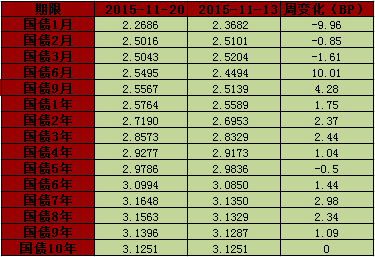 期限 2015-11-20 2015-11-13 周变化（BP）
国债1月 2.2686 2.3682 -9.96
国债2月 2.5016 2.5101 -0.85
国债3月 2.5043 2.5204 -1.61
国债6月 2.5495 2.4494 10.01
国债9月 2.5567 2.5139 4.28
国债1年 2.5764 2.5589 1.75
国债2年 2.7190 2.6953 2.37
国债3年 2.8573 2.8329 2.44
国债4年 2.9277 2.9173 1.04
国债5年 2.9786 2.9836 -0.5
国债6年 3.0994 3.0850 1.44
国债7年 3.1648 3.1350 2.98
国债8年 3.1563 3.1329 2.34
国债9年 3.1396 3.1287 1.09
国债10年 3.1251 3.1251 0